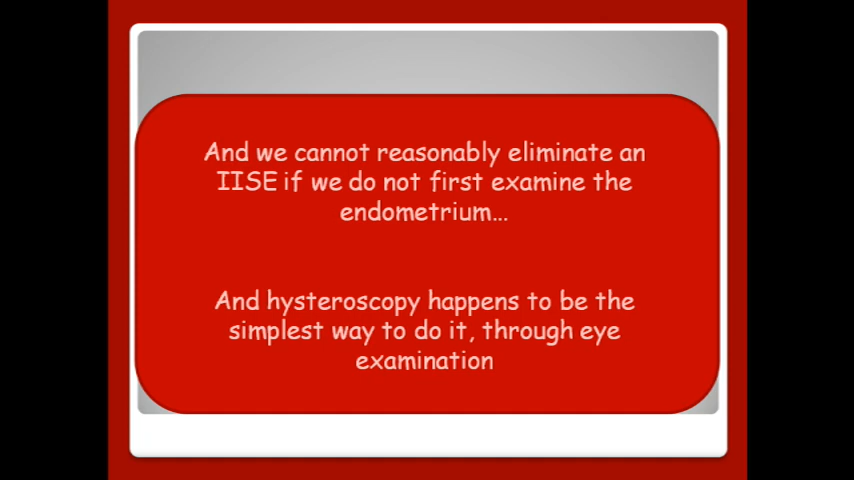 And we cannot reasonably eliminate an
IISE if we do not first examine the
endometrium...
And hysteroscopy happens to be the
simplest way to do it, through eye
examination